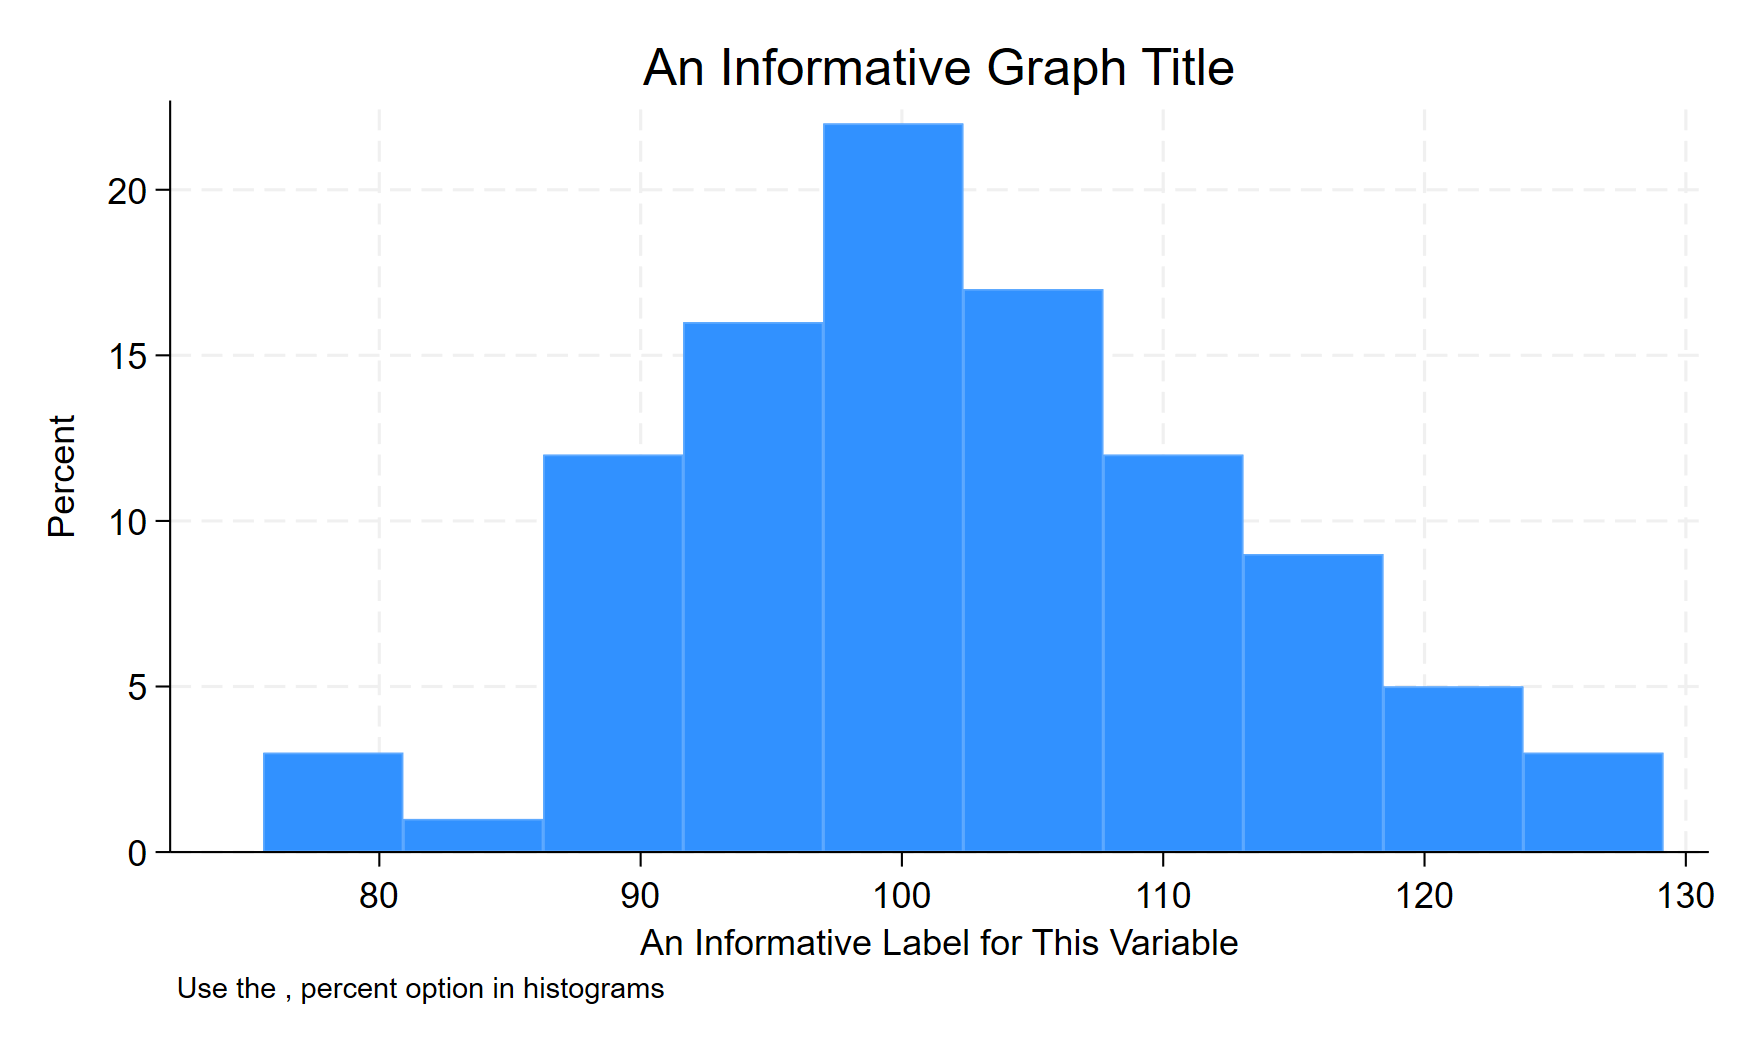 An Informative Graph Title
20
15
10
5
0
Percent
80 90 100 110 120 130
An Informative Label for This Variable
Use the , percent option in histograms